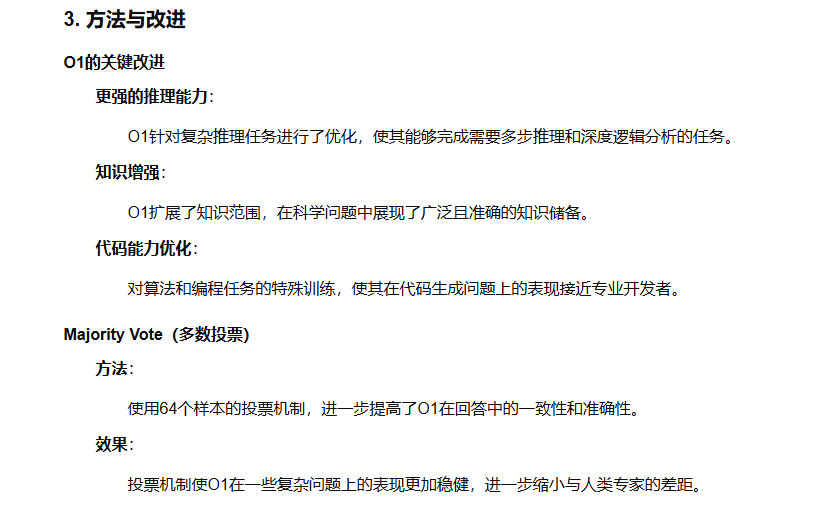 3. 方法与改进
O1的关键改进
更强的推理能力：
O1针对复杂推理任务进行了优化，使其能够完成需要多步推理和深度逻辑分析的任务。
知识增强：
O1扩展了知识范围，在科学问题中展现了广泛且准确的知识储备。
代码能力优化：
对算法和编程任务的特殊训练，使其在代码生成问题上的表现接近专业开发者。
Majority Vote（多数投票）
方法：
使用64个样本的投票机制，进一步提高了O1在回答中的一致性和准确性。
效果：
投票机制使O1在一些复杂问题上的表现更加稳健，进一步缩小与人类专家的差距。